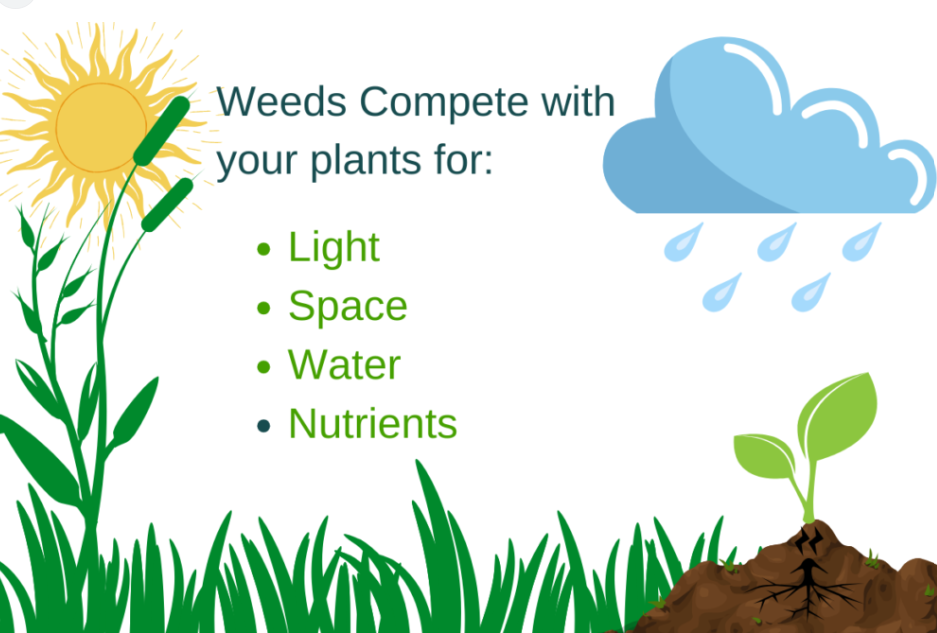 Weeds Compete with
your plants for:
• Light
• Space
• Water
• Nutrients